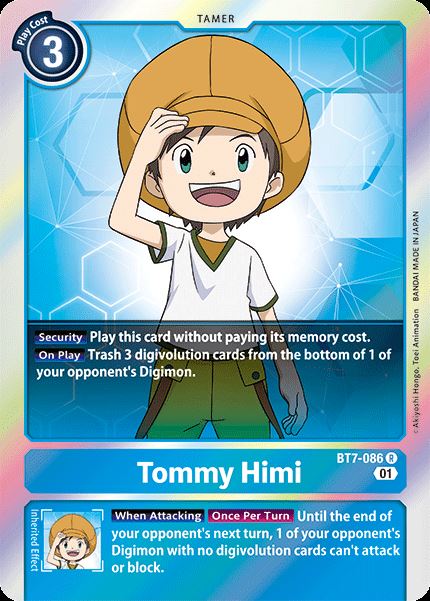 TAMER
Play Cost
3
Security Play this card without paying its memory cost.
On Play Trash 3 digivolution cards from the bottom of 1 of
your opponent's Digimon.
©Akiyoshi Hongo, Toei Animation BANDAI MADE IN JAPAN
BT7-086 R
Tommy Himi
01
Inherited Effect
When Attacking Once Per Turn Until the end of
your opponent's next turn, 1 of your opponent's
Digimon with no digivolution cards can't attack
or block.